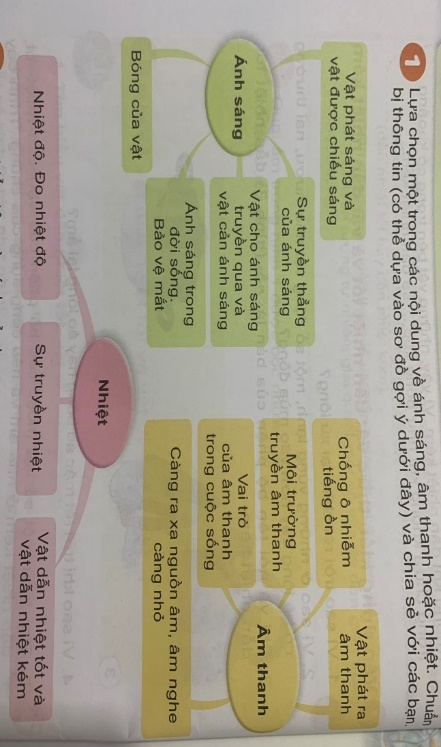 1 Lựa chọn một trong các nội dung về ánh sáng, âm thanh hoặc nhiệt. Chuẩn
bị thông tin (có thể dựa vào sơ đồ gợi ý dưới đây) và chia sẻ với các bạn.
Vật phát sáng và
vật được chiếu sáng
Sự truyền thẳng
của ánh sáng
Ánh sáng
Vật cho ánh sáng
truyền qua và
vật cản ánh sáng
Ánh sáng trong
đời sống.
Bảo vệ mắt
Bóng của vật
Vật phát ra
âm thanh
Chống ô nhiễm
tiếng ồn
Môi trường
truyền âm thanh
Âm thanh
Vai trò
của âm thanh
trong cuộc sống
Càng ra xa nguồn âm, âm nghe
càng nhỏ
Nhiệt
Nhiệt độ. Đo nhiệt độ
Sự truyền nhiệt
Vật dẫn nhiệt tốt và
vật dẫn nhiệt kém